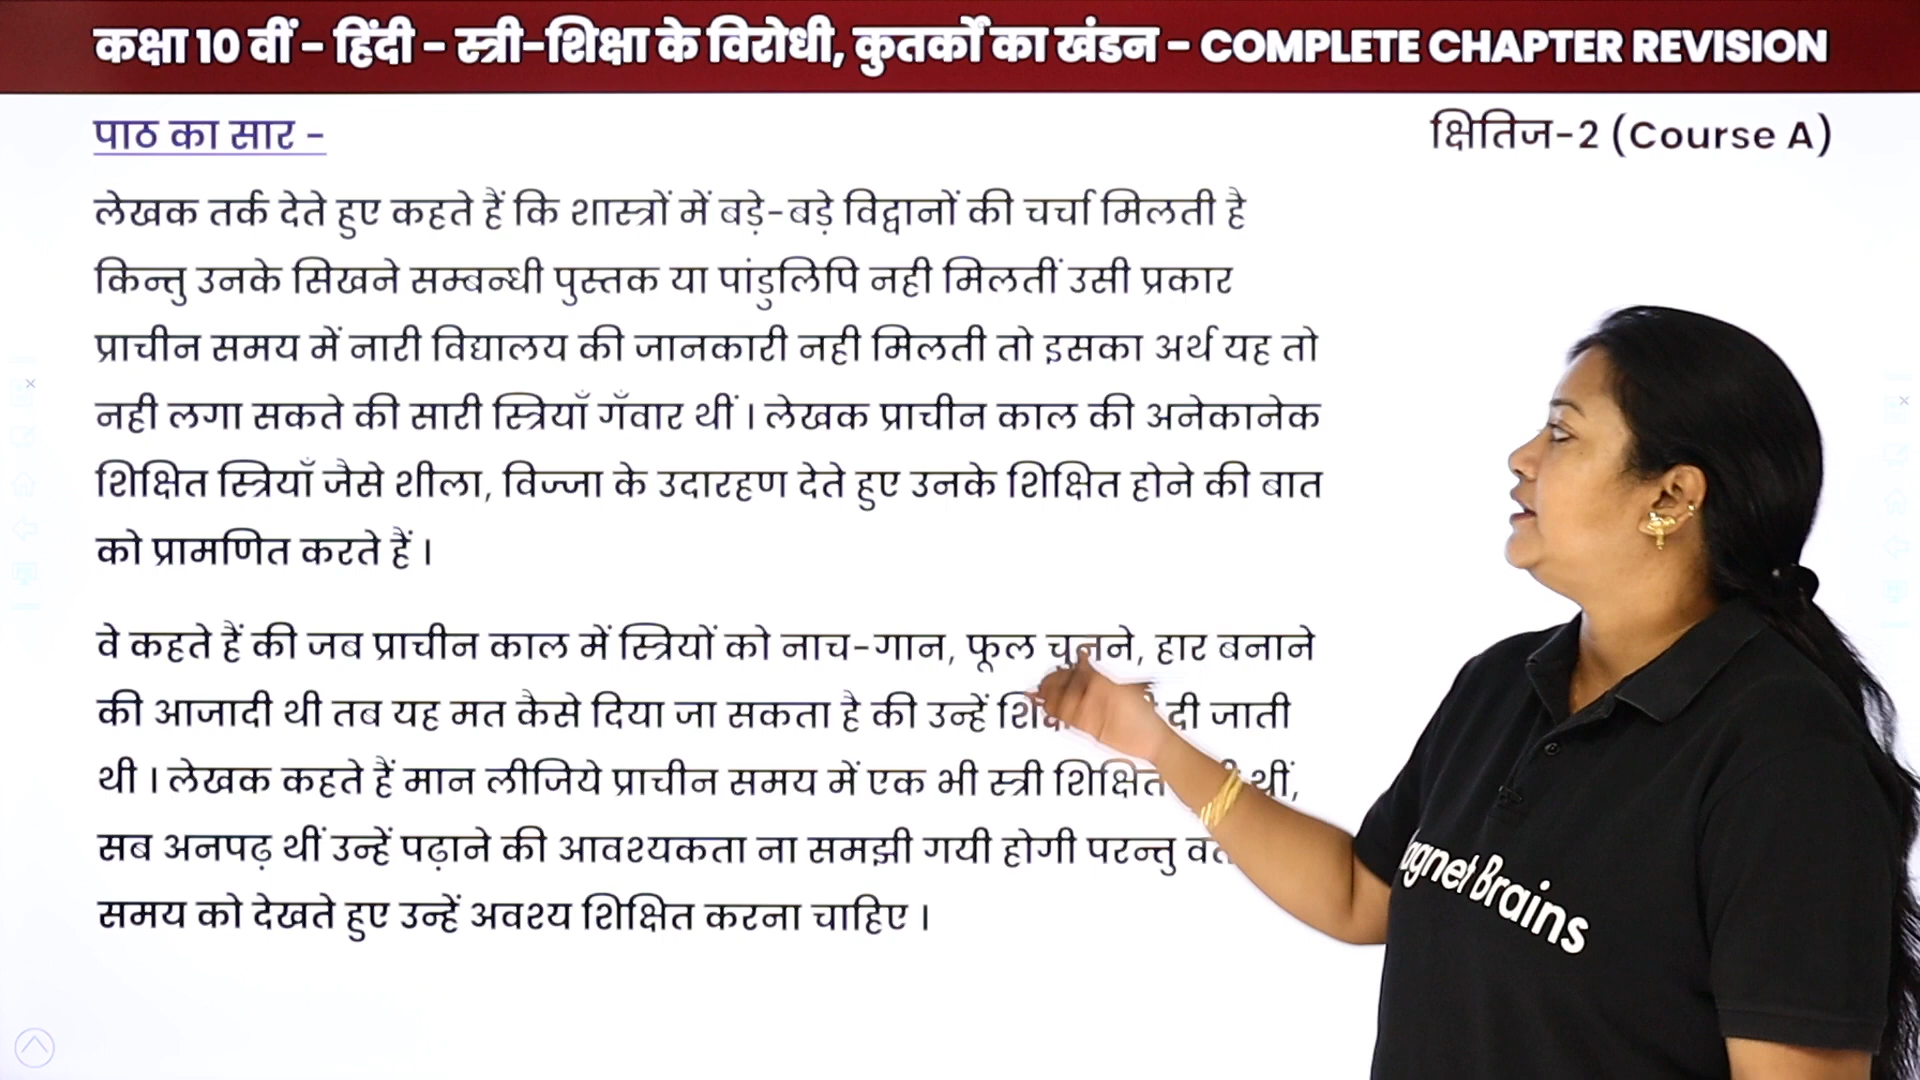 कक्षा 10 वीं – हिंदी – स्त्री-शिक्षा के विरोधी, कुतर्कों का खंडन – COMPLETE CHAPTER REVISION
पाठ का सार –
क्षितिज-2 (Course A)
लेखक तर्क देते हुए कहते हैं कि शास्त्रों में बड़े-बड़े विद्वानों की चर्चा मिलती है
किन्तु उनके सिखने सम्बन्धी पुस्तक या पांडुलिपि नही मिलतीं उसी प्रकार
प्राचीन समय में नारी विद्यालय की जानकारी नही मिलती तो इसका अर्थ यह तो
नही लगा सकते की सारी स्त्रियाँ गँवार थीं । लेखक प्राचीन काल की अनेकानेक
शिक्षित स्त्रियाँ जैसे शीला, विज्जा के उदारहण देते हुए उनके शिक्षित होने की बात
को प्रामणित करते हैं ।
वे कहते हैं की जब प्राचीन काल में स्त्रियों को नाच-गान, फूल चुनने, हार बनाने
की आजादी थी तब यह मत कैसे दिया जा सकता है की उन्हें दी जाती
थी । लेखक कहते हैं मान लीजिये प्राचीन समय में एक भी स्त्री शिक्षित थीं,
सब अनपढ़ थीं उन्हें पढ़ाने की आवश्यकता ना समझी गयी होगी परन्तु
समय को देखते हुए उन्हें अवश्य शिक्षित करना चाहिए ।
agnet Brains